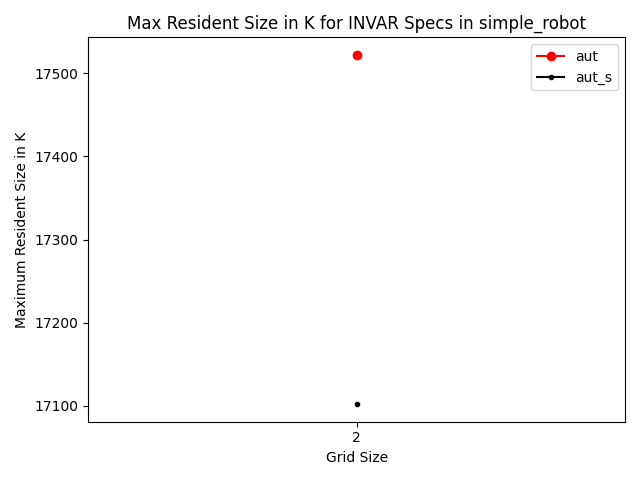 Max Resident Size in K for INVAR Specs in simple_robot
aut
aut_s
Maximum Resident Size in K
17500
17400
17300
17200
17100
2
Grid Size